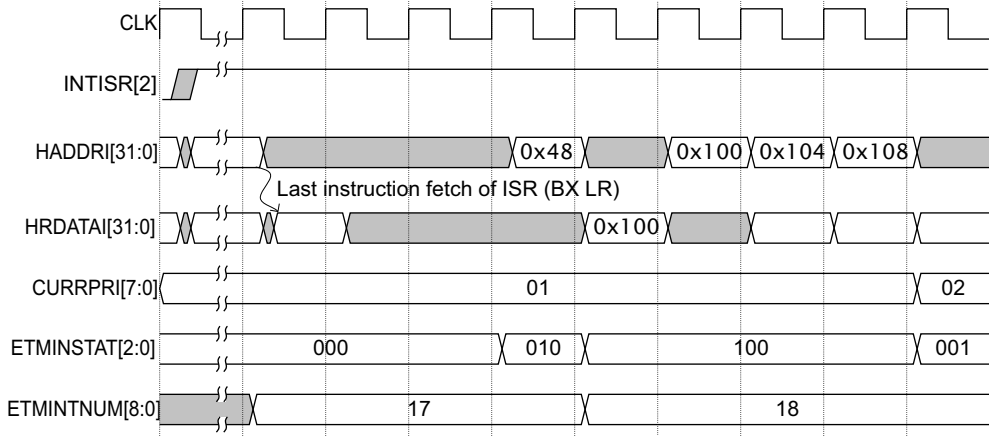 CLK
INTISR[2]
HADDRI[31:0] 0x48 0x100 0x104 0x108
Last instruction fetch of ISR (BX LR)
HRDATAI[31:0] 0x100
CURRPRI[7:0] 01 02
ETMINSTAT[2:0] 000 010 100 001
ETMINTNUM[8:0] 17 18